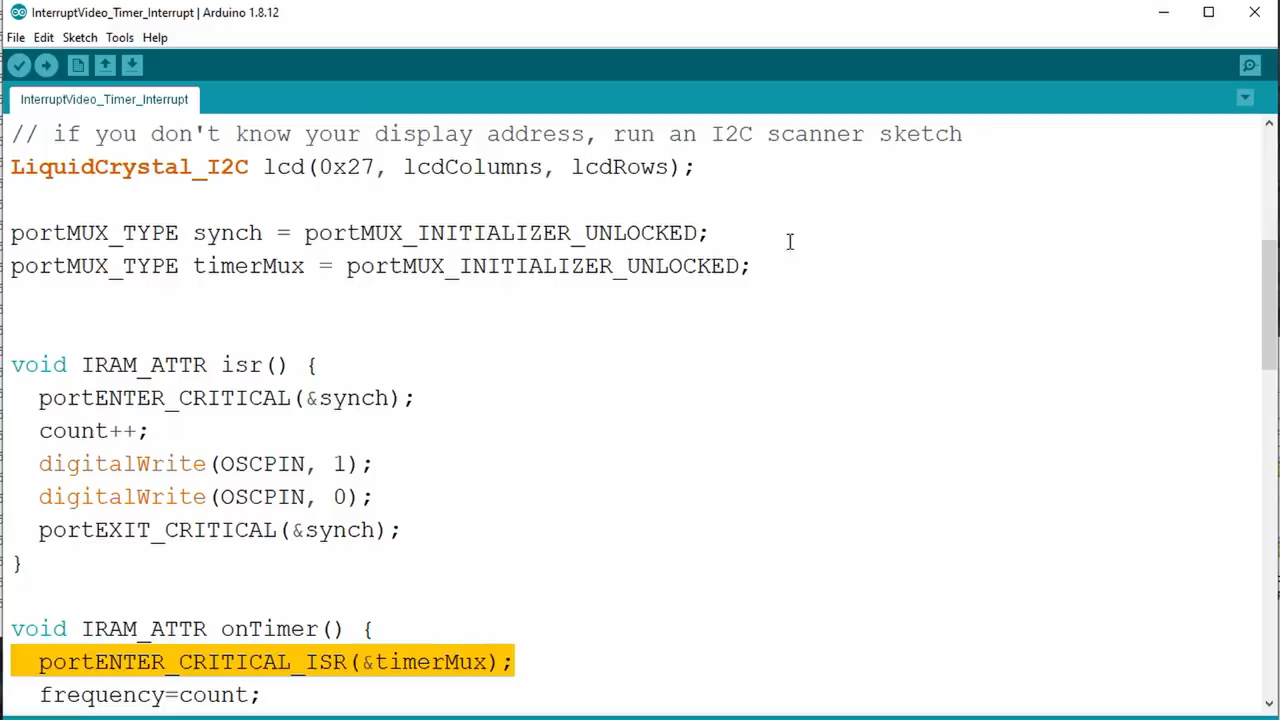 InterruptVideo_Timer_Interrupt | Arduino 1.8.12
File Edit Sketch Tools Help
InterruptVideo_Timer_Interrupt
// if you don't know your display address, run an I2C scanner sketch
LiquidCrystal_I2C lcd(0x27, lcdColumns, lcdRows);
portMUX_TYPE synch = portMUX_INITIALIZER_UNLOCKED;
portMUX_TYPE timerMux = portMUX_INITIALIZER_UNLOCKED;
void IRAM_ATTR isr() {
portENTER_CRITICAL(&synch);
count++;
digitalWrite(OSCPIN, 1);
digitalWrite(OSCPIN, 0);
portEXIT_CRITICAL(&synch);
}
void IRAM_ATTR onTimer() {
portENTER_CRITICAL_ISR(&timerMux);
frequency=count;